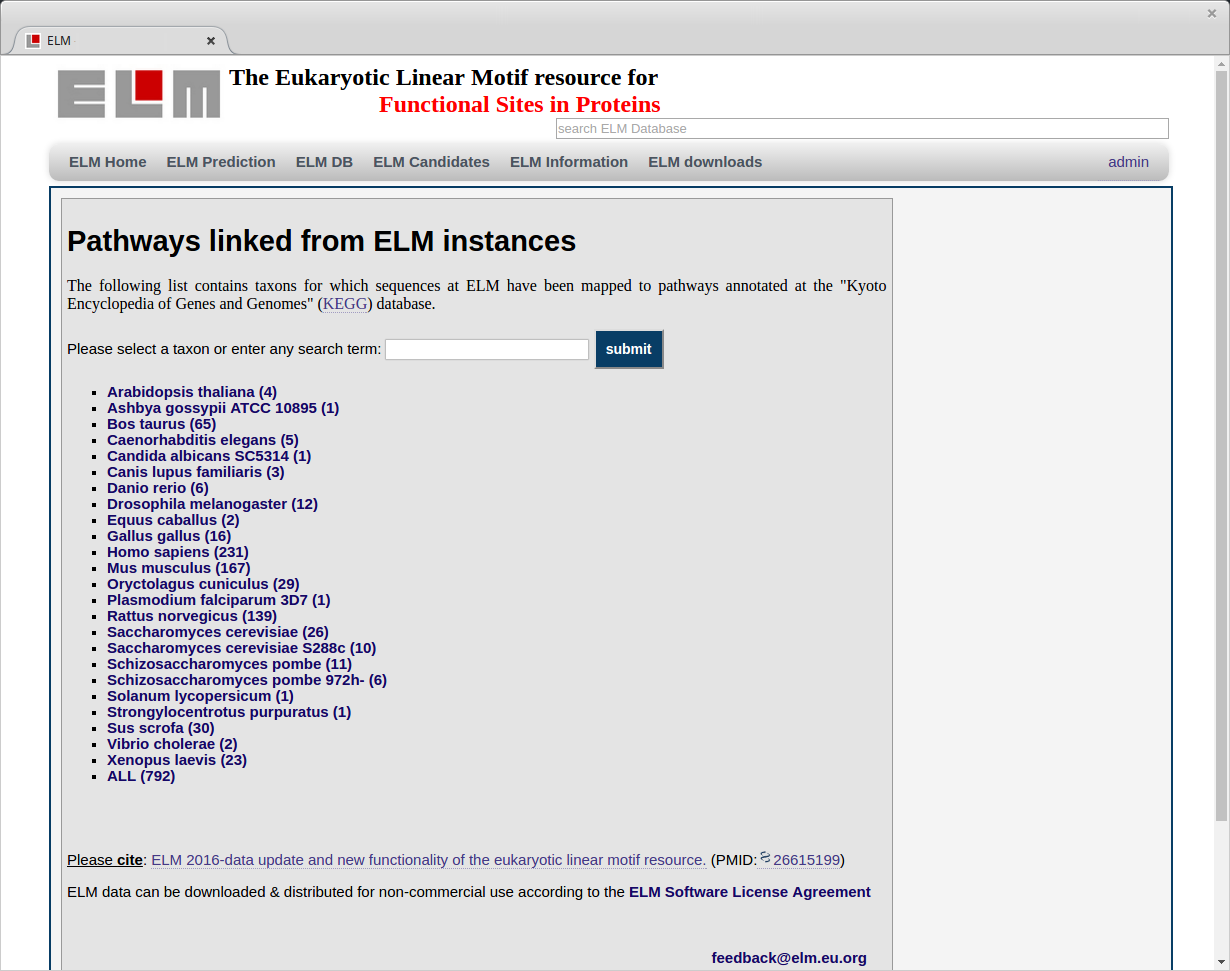 ELM
ELM
The Eukaryotic Linear Motif resource for
Functional Sites in Proteins
search ELM Database
ELM Home ELM Prediction ELM DB ELM Candidates ELM Information ELM downloads admin
Pathways linked from ELM instances
The following list contains taxons for which sequences at ELM have been mapped to pathways annotated at the "Kyoto
Encyclopedia of Genes and Genomes" (KEGG) database.
Please select a taxon or enter any search term: submit
Arabidopsis thaliana (4)
Ashbya gossypii ATCC 10895 (1)
Bos taurus (65)
Caenorhabditis elegans (5)
Candida albicans SC5314 (1)
Canis lupus familiaris (3)
Danio rerio (6)
Drosophila melanogaster (12)
Equus caballus (2)
Gallus gallus (16)
Homo sapiens (231)
Mus musculus (167)
Oryctolagus cuniculus (29)
Plasmodium falciparum 3D7 (1)
Rattus norvegicus (139)
Saccharomyces cerevisiae (26)
Saccharomyces cerevisiae S288c (10)
Schizosaccharomyces pombe (11)
Schizosaccharomyces pombe 972h- (6)
Solanum lycopersicum (1)
Strongylocentrotus purpuratus (1)
Sus scrofa (30)
Vibrio cholerae (2)
Xenopus laevis (23)
ALL (792)
Please cite: ELM 2016-data update and new functionality of the eukaryotic linear motif resource. (PMID:26615199)
ELM data can be downloaded & distributed for non-commercial use according to the ELM Software License Agreement
feedback@elm.eu.org